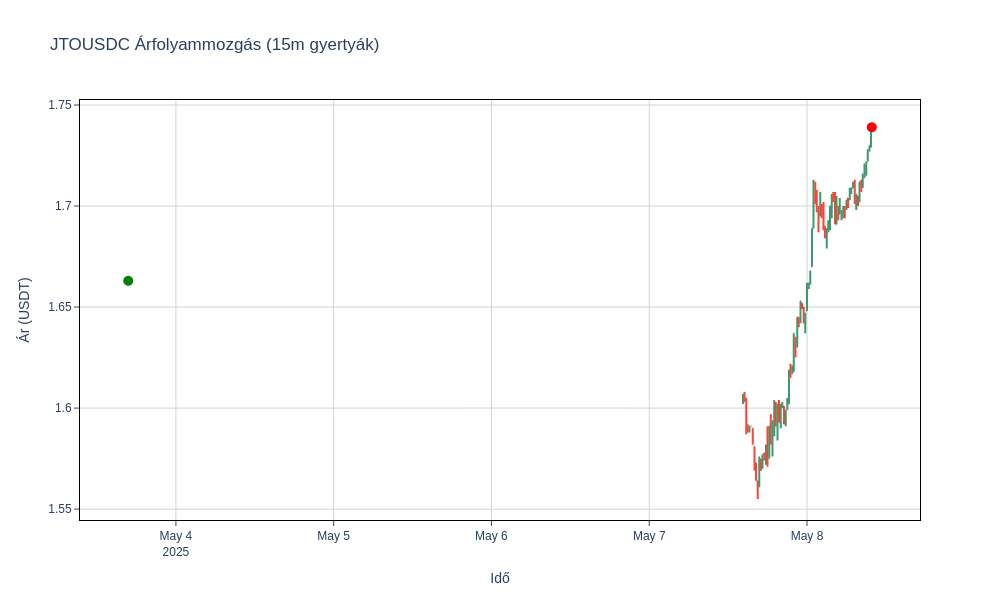 JTOUSDC Árfolyammozgás (15m gyertyák)
1.75
1.7
1.65
1.6
1.55
Ár (USDT)
May 4
2025
May 5
May 6
May 7
May 8
Idő